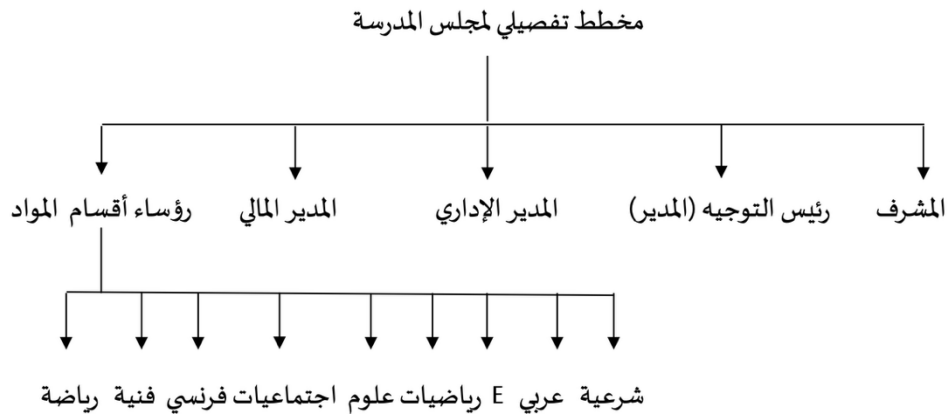 مخطط تفصيلي لمجلس المدرسة
المشرف رئيس التوجيه (المدير) المدير الإداري المدير المالي رؤساء أقسام المواد
شرعية عربي E رياضيات علوم اجتماعيات فرنسي فنية رياضة